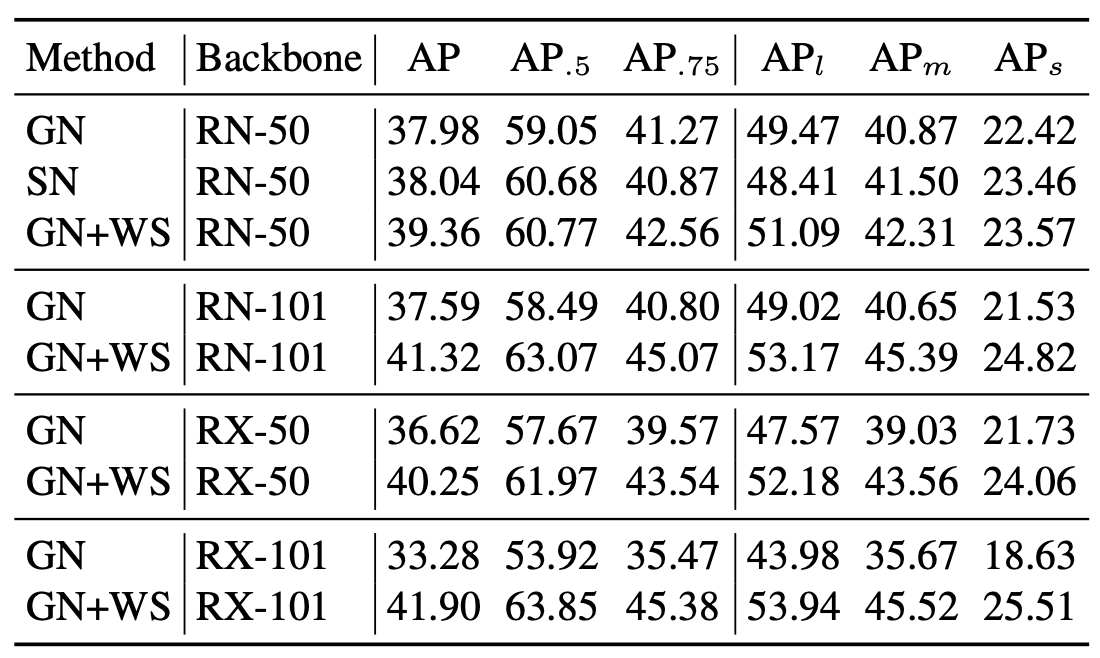 Method Backbone AP AP.5 AP.75 APl APm APs
GN RN-50 37.98 59.05 41.27 49.47 40.87 22.42
SN RN-50 38.04 60.68 40.87 48.41 41.50 23.46
GN+WS RN-50 39.36 60.77 42.56 51.09 42.31 23.57
GN RN-101 37.59 58.49 40.80 49.02 40.65 21.53
GN+WS RN-101 41.32 63.07 45.07 53.17 45.39 24.82
GN RX-50 36.62 57.67 39.57 47.57 39.03 21.73
GN+WS RX-50 40.25 61.97 43.54 52.18 43.56 24.06
GN RX-101 33.28 53.92 35.47 43.98 35.67 18.63
GN+WS RX-101 41.90 63.85 45.38 53.94 45.52 25.51